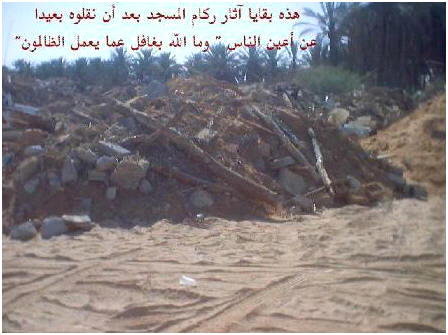 هذه بقايا آثار ركام المسجد بعد أن نقلوه بعيدا
عن أعين الناس " وما الله بغافل عما يعمل الظالمون"